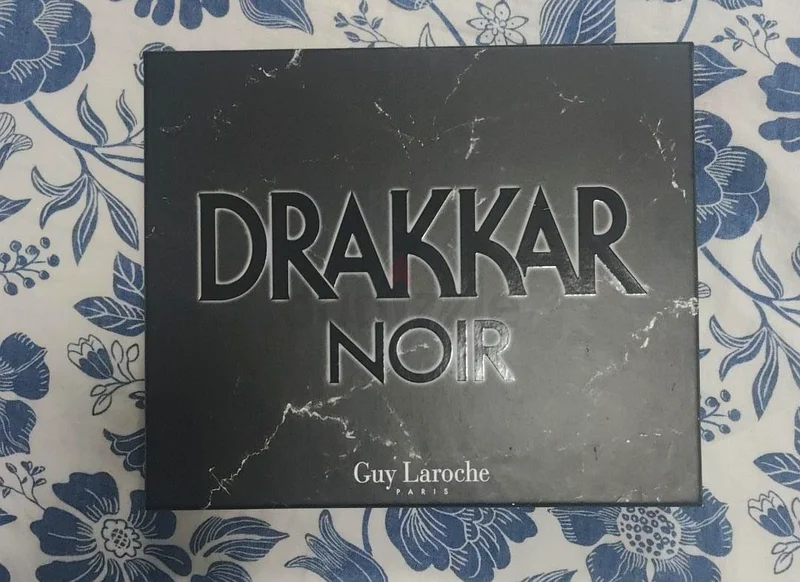 DRAKKAR
NOIR
Guy Laroche
PARIS